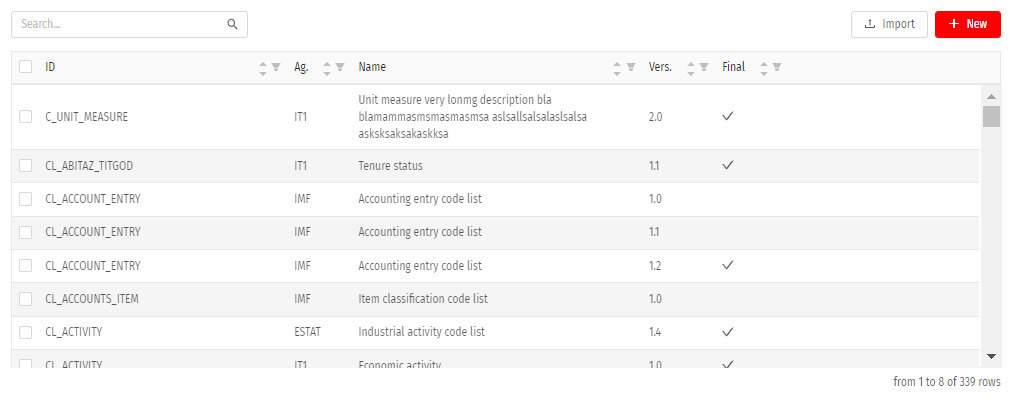 Search...
Import
New
ID Ag. Name Vers. Final
Unit measure very lonmg description bla
C_UNIT_MEASURE IT1 blamammasmsmasmasmsa aslsallsalsalaslsalsa 2.0
asksksaksakaskksa
CL_ABITAZ_TITGOD IT1 Tenure status 1.1
CL_ACCOUNT_ENTRY IMF Accounting entry code list 1.0
CL_ACCOUNT_ENTRY IMF Accounting entry code list 1.1
CL_ACCOUNT_ENTRY IMF Accounting entry code list 1.2
CL_ACCOUNTS_ITEM IMF Item classification code list 1.0
CL_ACTIVITY ESTAT Industrial activity code list 1.4
CL_ACTIVITY IT1 Economic activity 1.0
from 1 to 8 of 339 rows